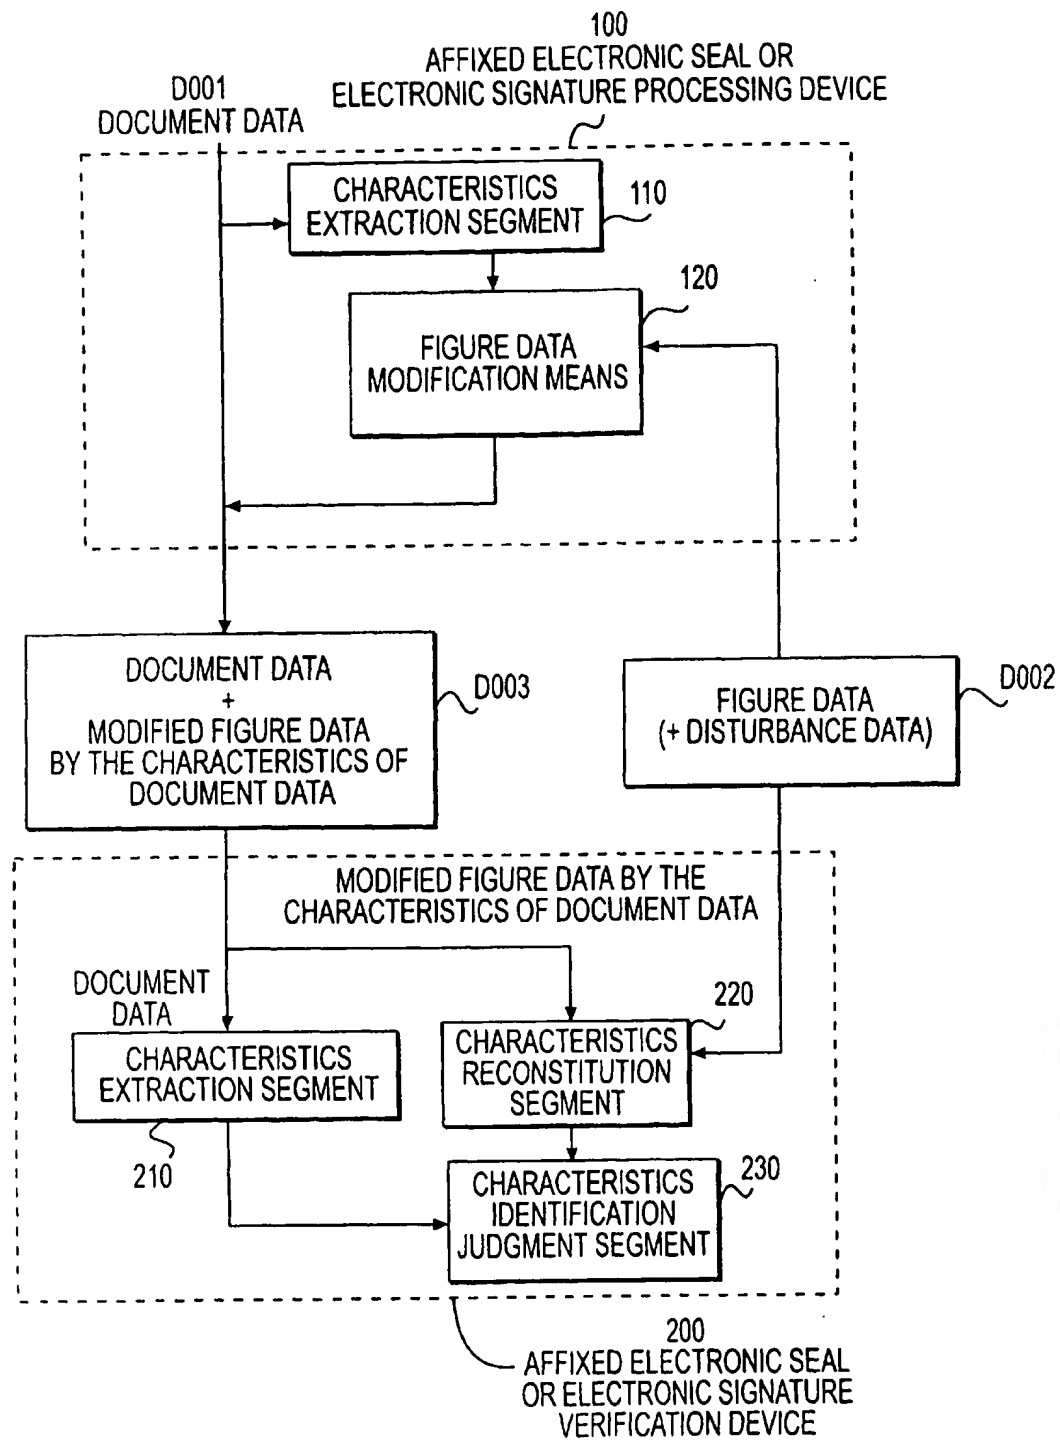 100
AFFIXED ELECTRONIC SEAL OR
ELECTRONIC SIGNATURE PROCESSING DEVICE
D001
DOCUMENT DATA
CHARACTERISTICS
EXTRACTION SEGMENT
110
120
FIGURE DATA
MODIFICATION MEANS
DOCUMENT DATA
+
MODIFIED FIGURE DATA
BY THE CHARACTERISTICS OF
DOCUMENT DATA
D003
FIGURE DATA
(+ DISTURBANCE DATA)
D002
MODIFIED FIGURE DATA BY THE
CHARACTERISTICS OF DOCUMENT DATA
DOCUMENT
DATA
CHARACTERISTICS
EXTRACTION SEGMENT
210
220
CHARACTERISTICS
RECONSTITUTION
SEGMENT
CHARACTERISTICS
IDENTIFICATION
JUDGMENT SEGMENT
230
200
AFFIXED ELECTRONIC SEAL
OR ELECTRONIC SIGNATURE
VERIFICATION DEVICE